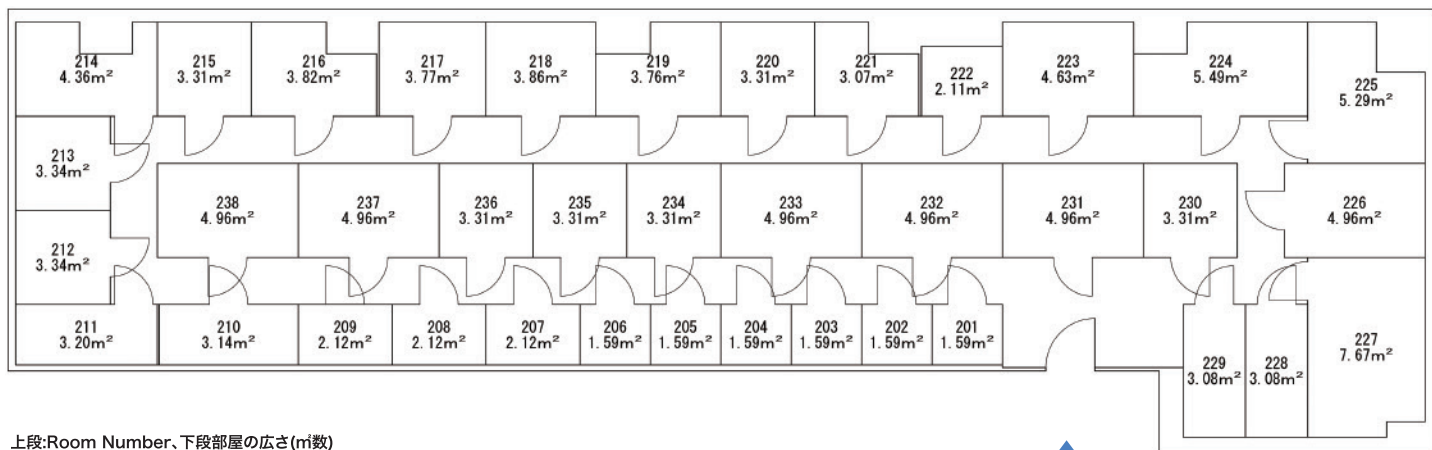 214
4.36m²
215
3.31m²
216
3.82m²
217
3.77m²
218
3.86m²
219
3.76m²
220
3.31m²
221
3.07m²
222
2.11m²
223
4.63m²
224
5.49m²
225
5.29m²
213
3.34m²
238
4.96m²
237
4.96m²
236
3.31m²
235
3.31m²
234
3.31m²
233
4.96m²
232
4.96m²
231
4.96m²
230
3.31m²
226
4.96m²
212
3.34m²
211
3.20m²
210
3.14m²
209
2.12m²
208
2.12m²
207
2.12m²
206
1.59m²
205
1.59m²
204
1.59m²
203
1.59m²
202
1.59m²
201
1.59m²
229
3.08m²
228
3.08m²
227
7.67m²
上段:Room Number、下段部屋の広さ(㎡数)